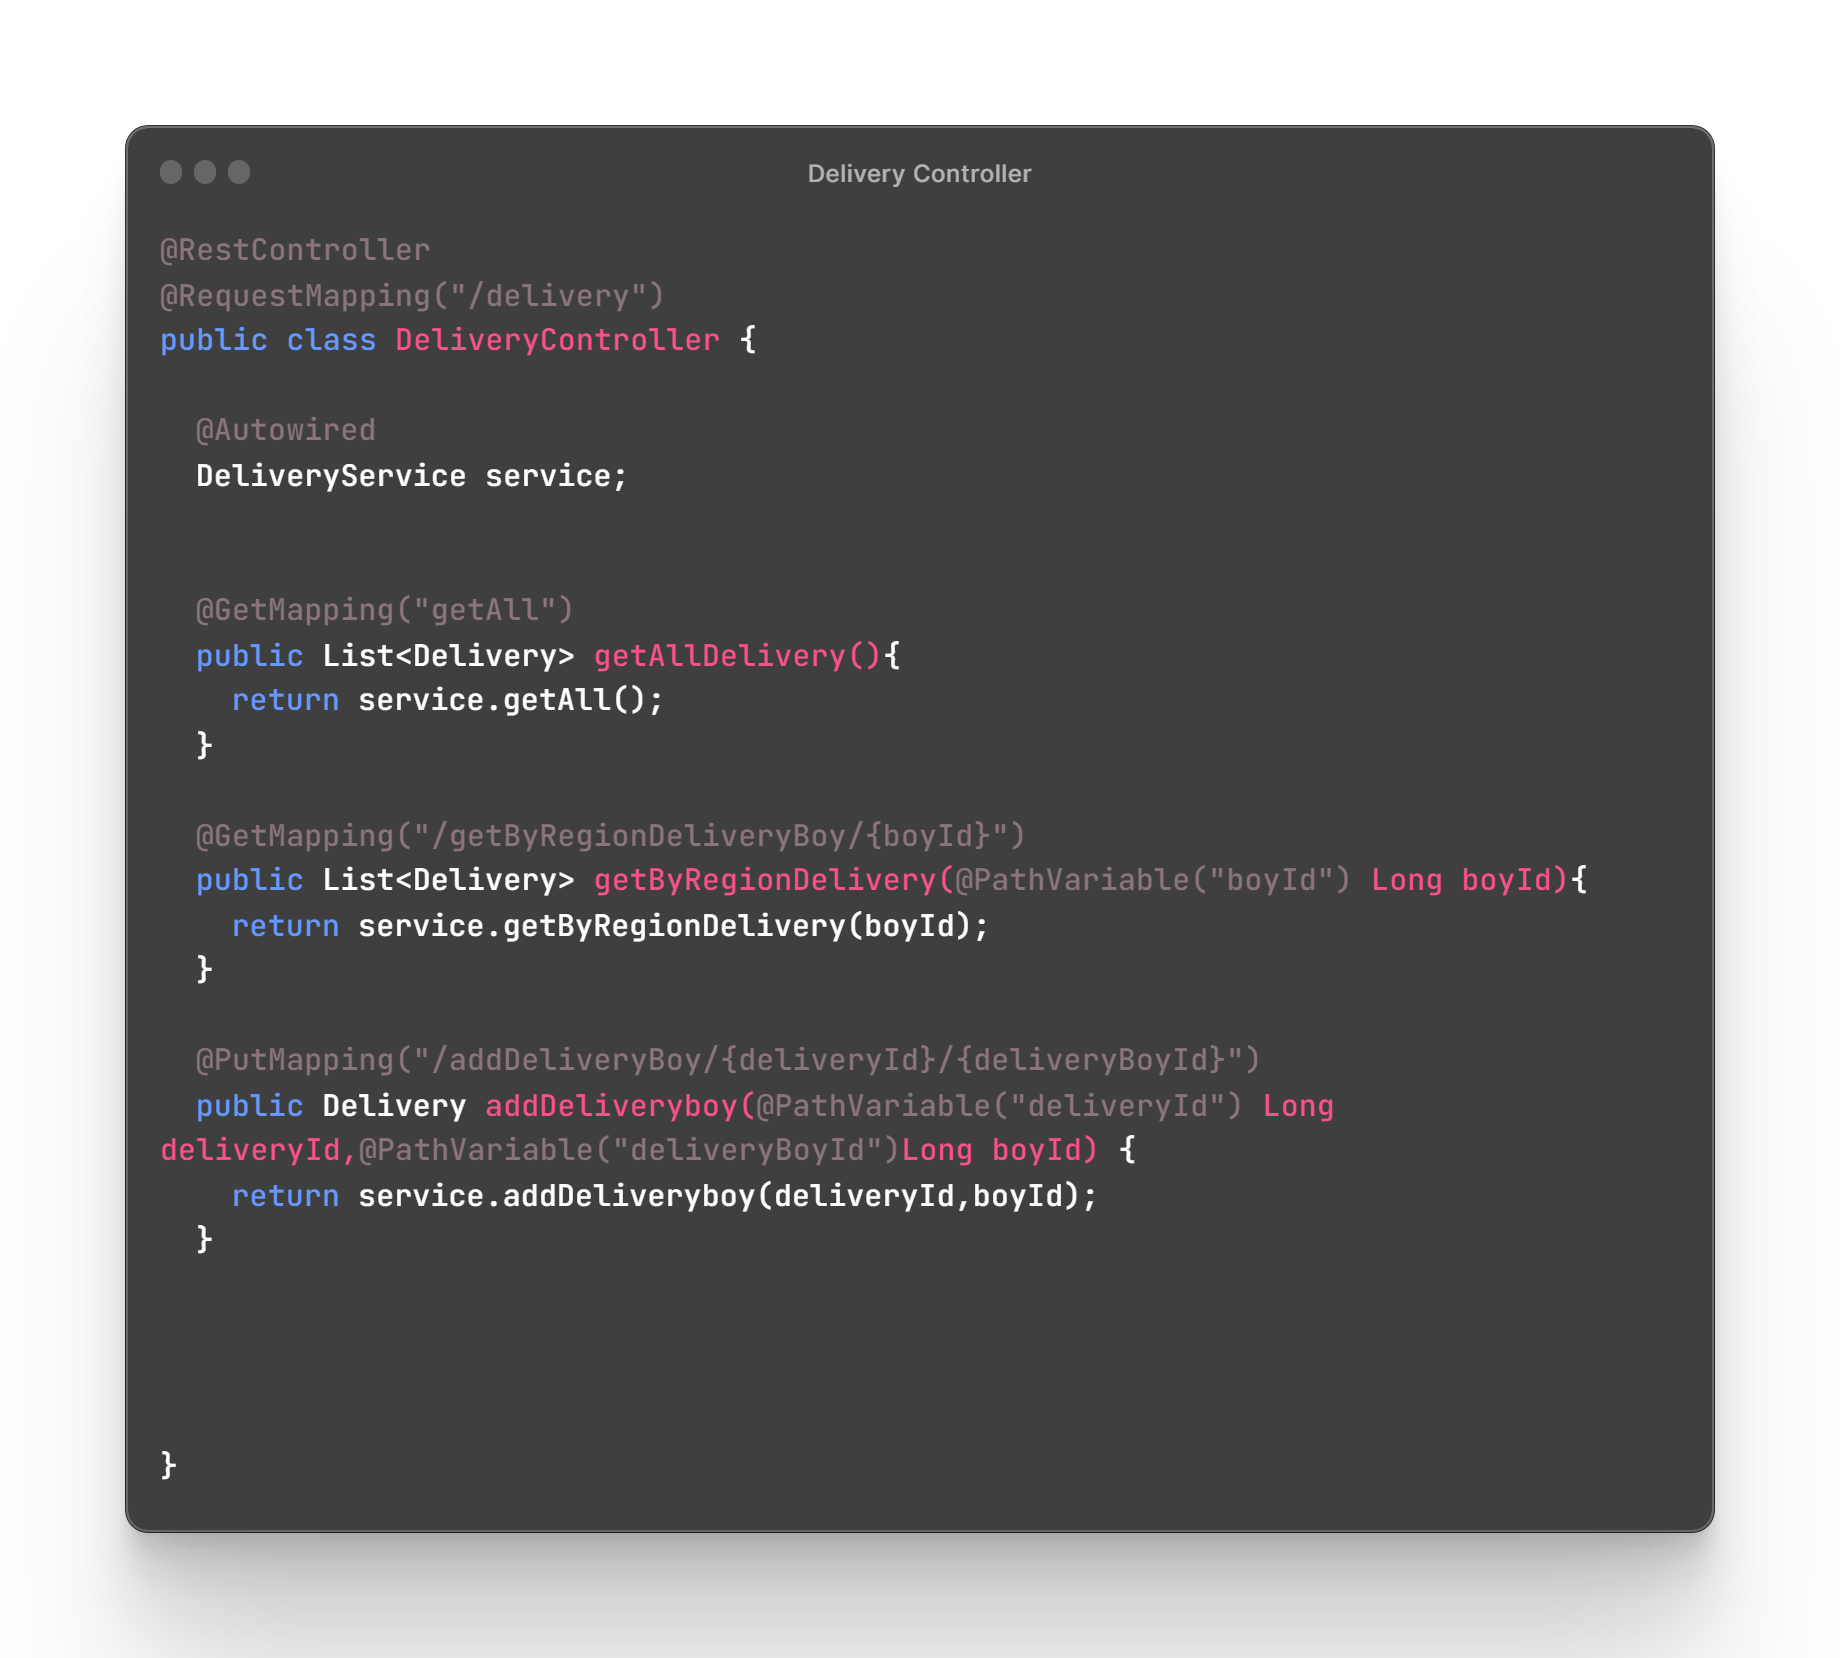 Delivery Controller
@RestController
@RequestMapping("/delivery")
public class DeliveryController {
@Autowired
DeliveryService service;
@GetMapping("getAll")
public List<Delivery> getAllDelivery(){
return service.getAll();
}
@GetMapping("/getByRegionDeliveryBoy/{boyId}")
public List<Delivery> getByRegionDelivery(@PathVariable("boyId") Long boyId){
return service.getByRegionDelivery(boyId);
}
@PutMapping("/addDeliveryBoy/{deliveryId}/{deliveryBoyId}")
public Delivery addDeliveryboy(@PathVariable("deliveryId") Long
deliveryId,@PathVariable("deliveryBoyId")Long boyId) {
return service.addDeliveryboy(deliveryId,boyId);
}
}